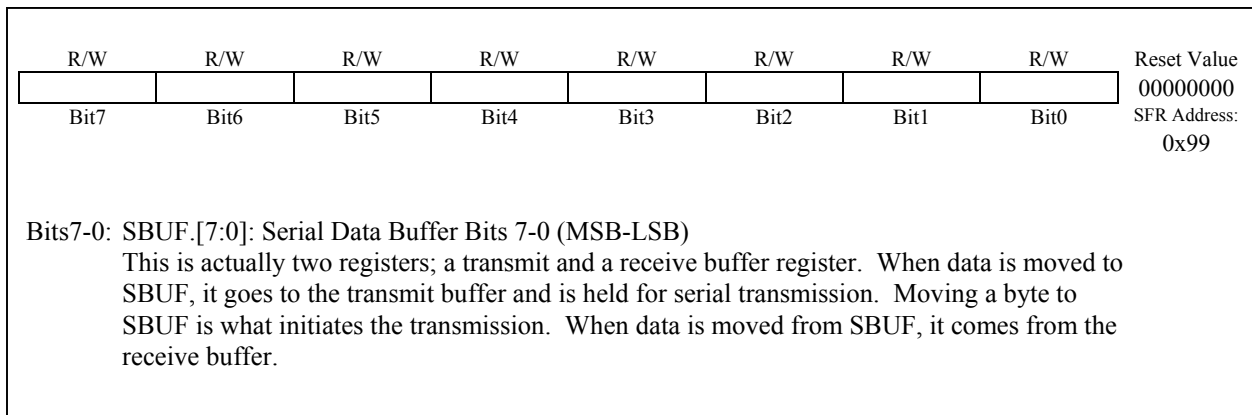 R/W R/W R/W R/W R/W R/W R/W R/W Reset Value
00000000
Bit7 Bit6 Bit5 Bit4 Bit3 Bit2 Bit1 Bit0 SFR Address:
0x99
Bits7-0: SBUF.[7:0]: Serial Data Buffer Bits 7-0 (MSB-LSB)
This is actually two registers; a transmit and a receive buffer register. When data is moved to
SBUF, it goes to the transmit buffer and is held for serial transmission. Moving a byte to
SBUF is what initiates the transmission. When data is moved from SBUF, it comes from the
receive buffer.